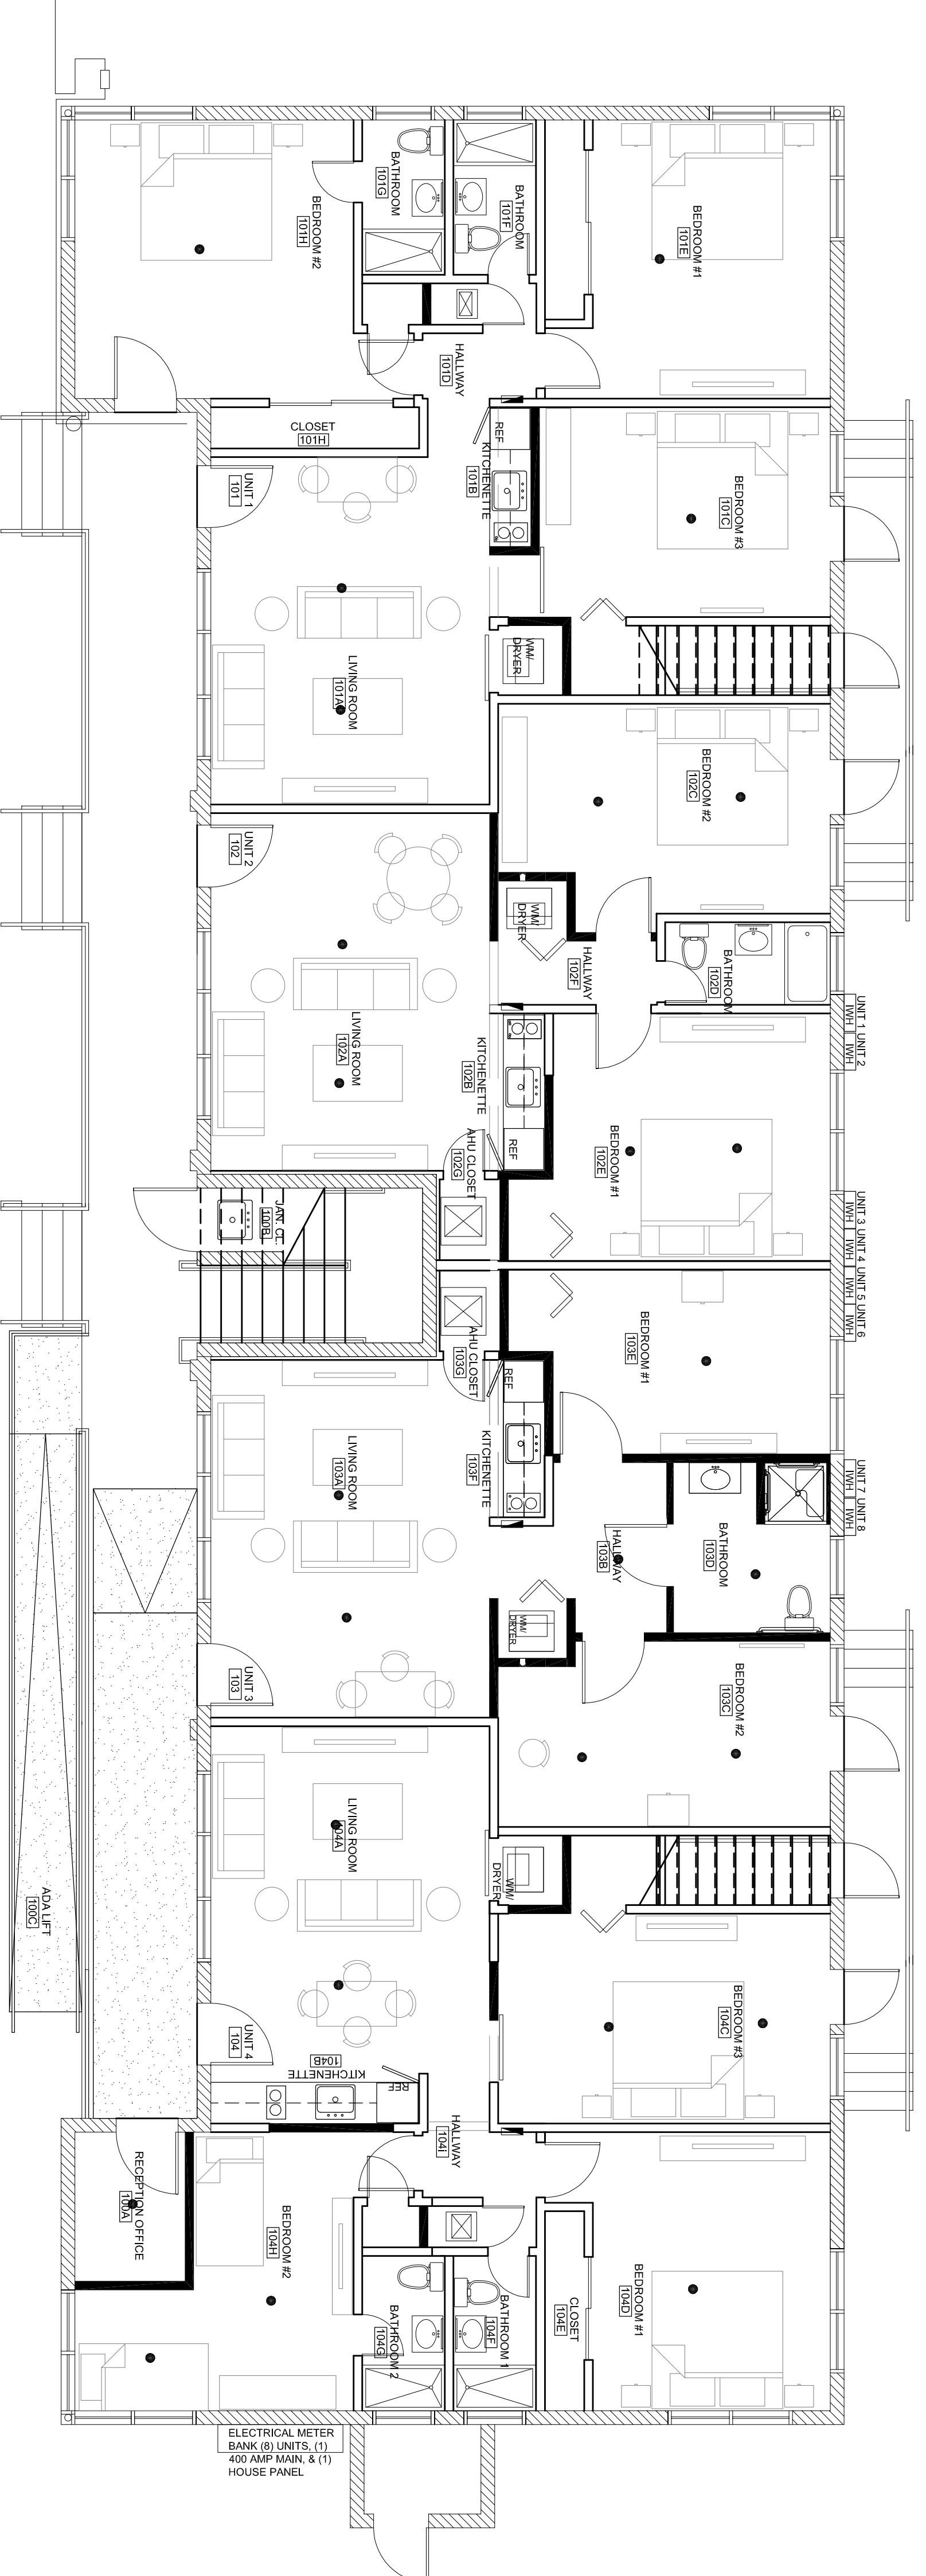 BATHROOM
101G
BATHROOM
101F
BEDROOM #2
101H
BEDROOM #1
101E
HALLWAY
101D
CLOSET
101H
REF
KITCHENETTE
101B
BEDROOM #3
101C
UNIT 1
101
WM/
DRYER
LIVING ROOM
101A
BEDROOM #2
102C
UNIT 2
102
WM/
DRYER
HALLWAY
102F
BATHROOM
102D
UNIT 1
IWH
UNIT 2
IWH
LIVING ROOM
102A
KITCHENETTE
102B
REF
AHU CLOSET
102G
BEDROOM #1
102E
JAN. CL.
100B
UNIT 3
IWH
UNIT 4
IWH
UNIT 5
IWH
UNIT 6
IWH
AHU CLOSET
103G
REF
BEDROOM #1
103E
LIVING ROOM
103A
KITCHENETTE
103F
UNIT 7
IWH
UNIT 8
IWH
HALLWAY
103B
BATHROOM
103D
WM/
DRYER
UNIT 3
103
BEDROOM #2
103C
LIVING ROOM
104A
WM/
DRYER
ADA LIFT
100C
BEDROOM #3
104C
UNIT 4
104
KITCHENETTE
104B
REF
HALLWAY
104i
RECEPTION OFFICE
100A
BEDROOM #2
104H
BEDROOM #1
104D
CLOSET
104E
BATHROOM 1
104F
BATHROOM 2
104G
ELECTRICAL METER
BANK (8) UNITS, (1)
400 AMP MAIN, & (1)
HOUSE PANEL